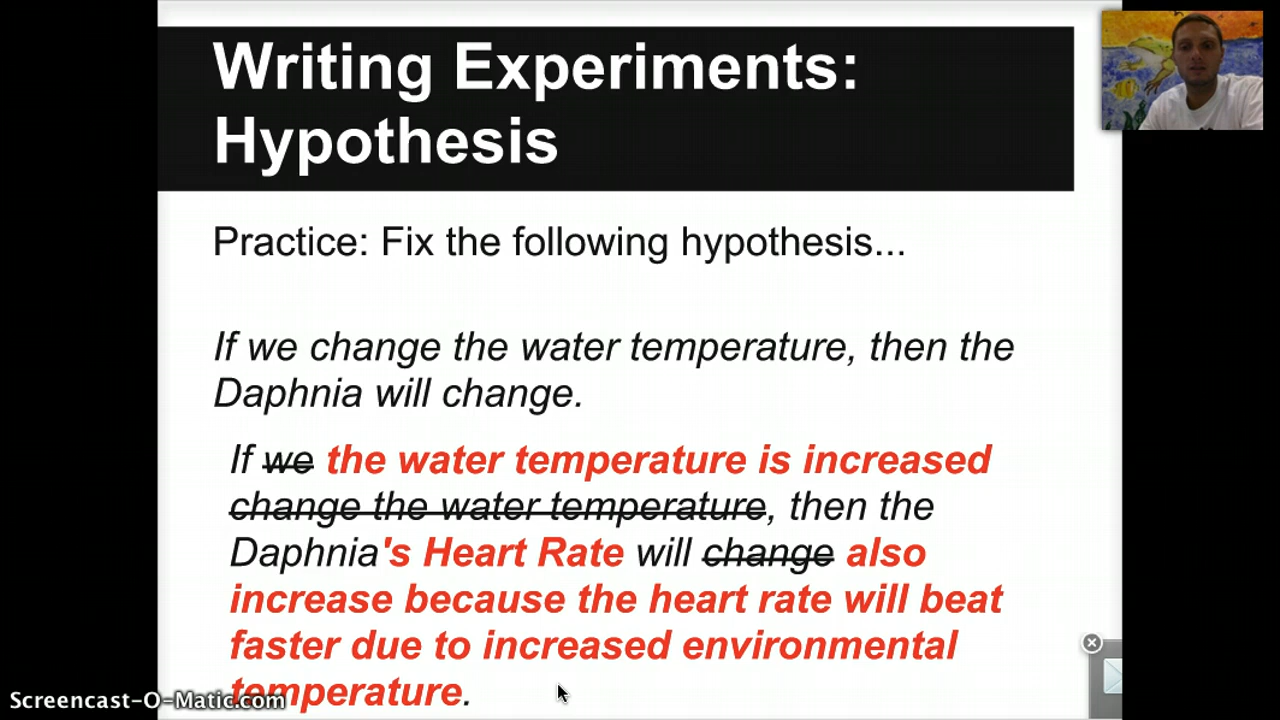 Writing Experiments:
Hypothesis
Practice: Fix the following hypothesis...
If we change the water temperature, then the
Daphnia will change.
If we the water temperature is increased
change the water temperature, then the
Daphnia's Heart Rate will change also
increase because the heart rate will beat
faster due to increased environmental
temperature.
Screencast-O-Matic.com